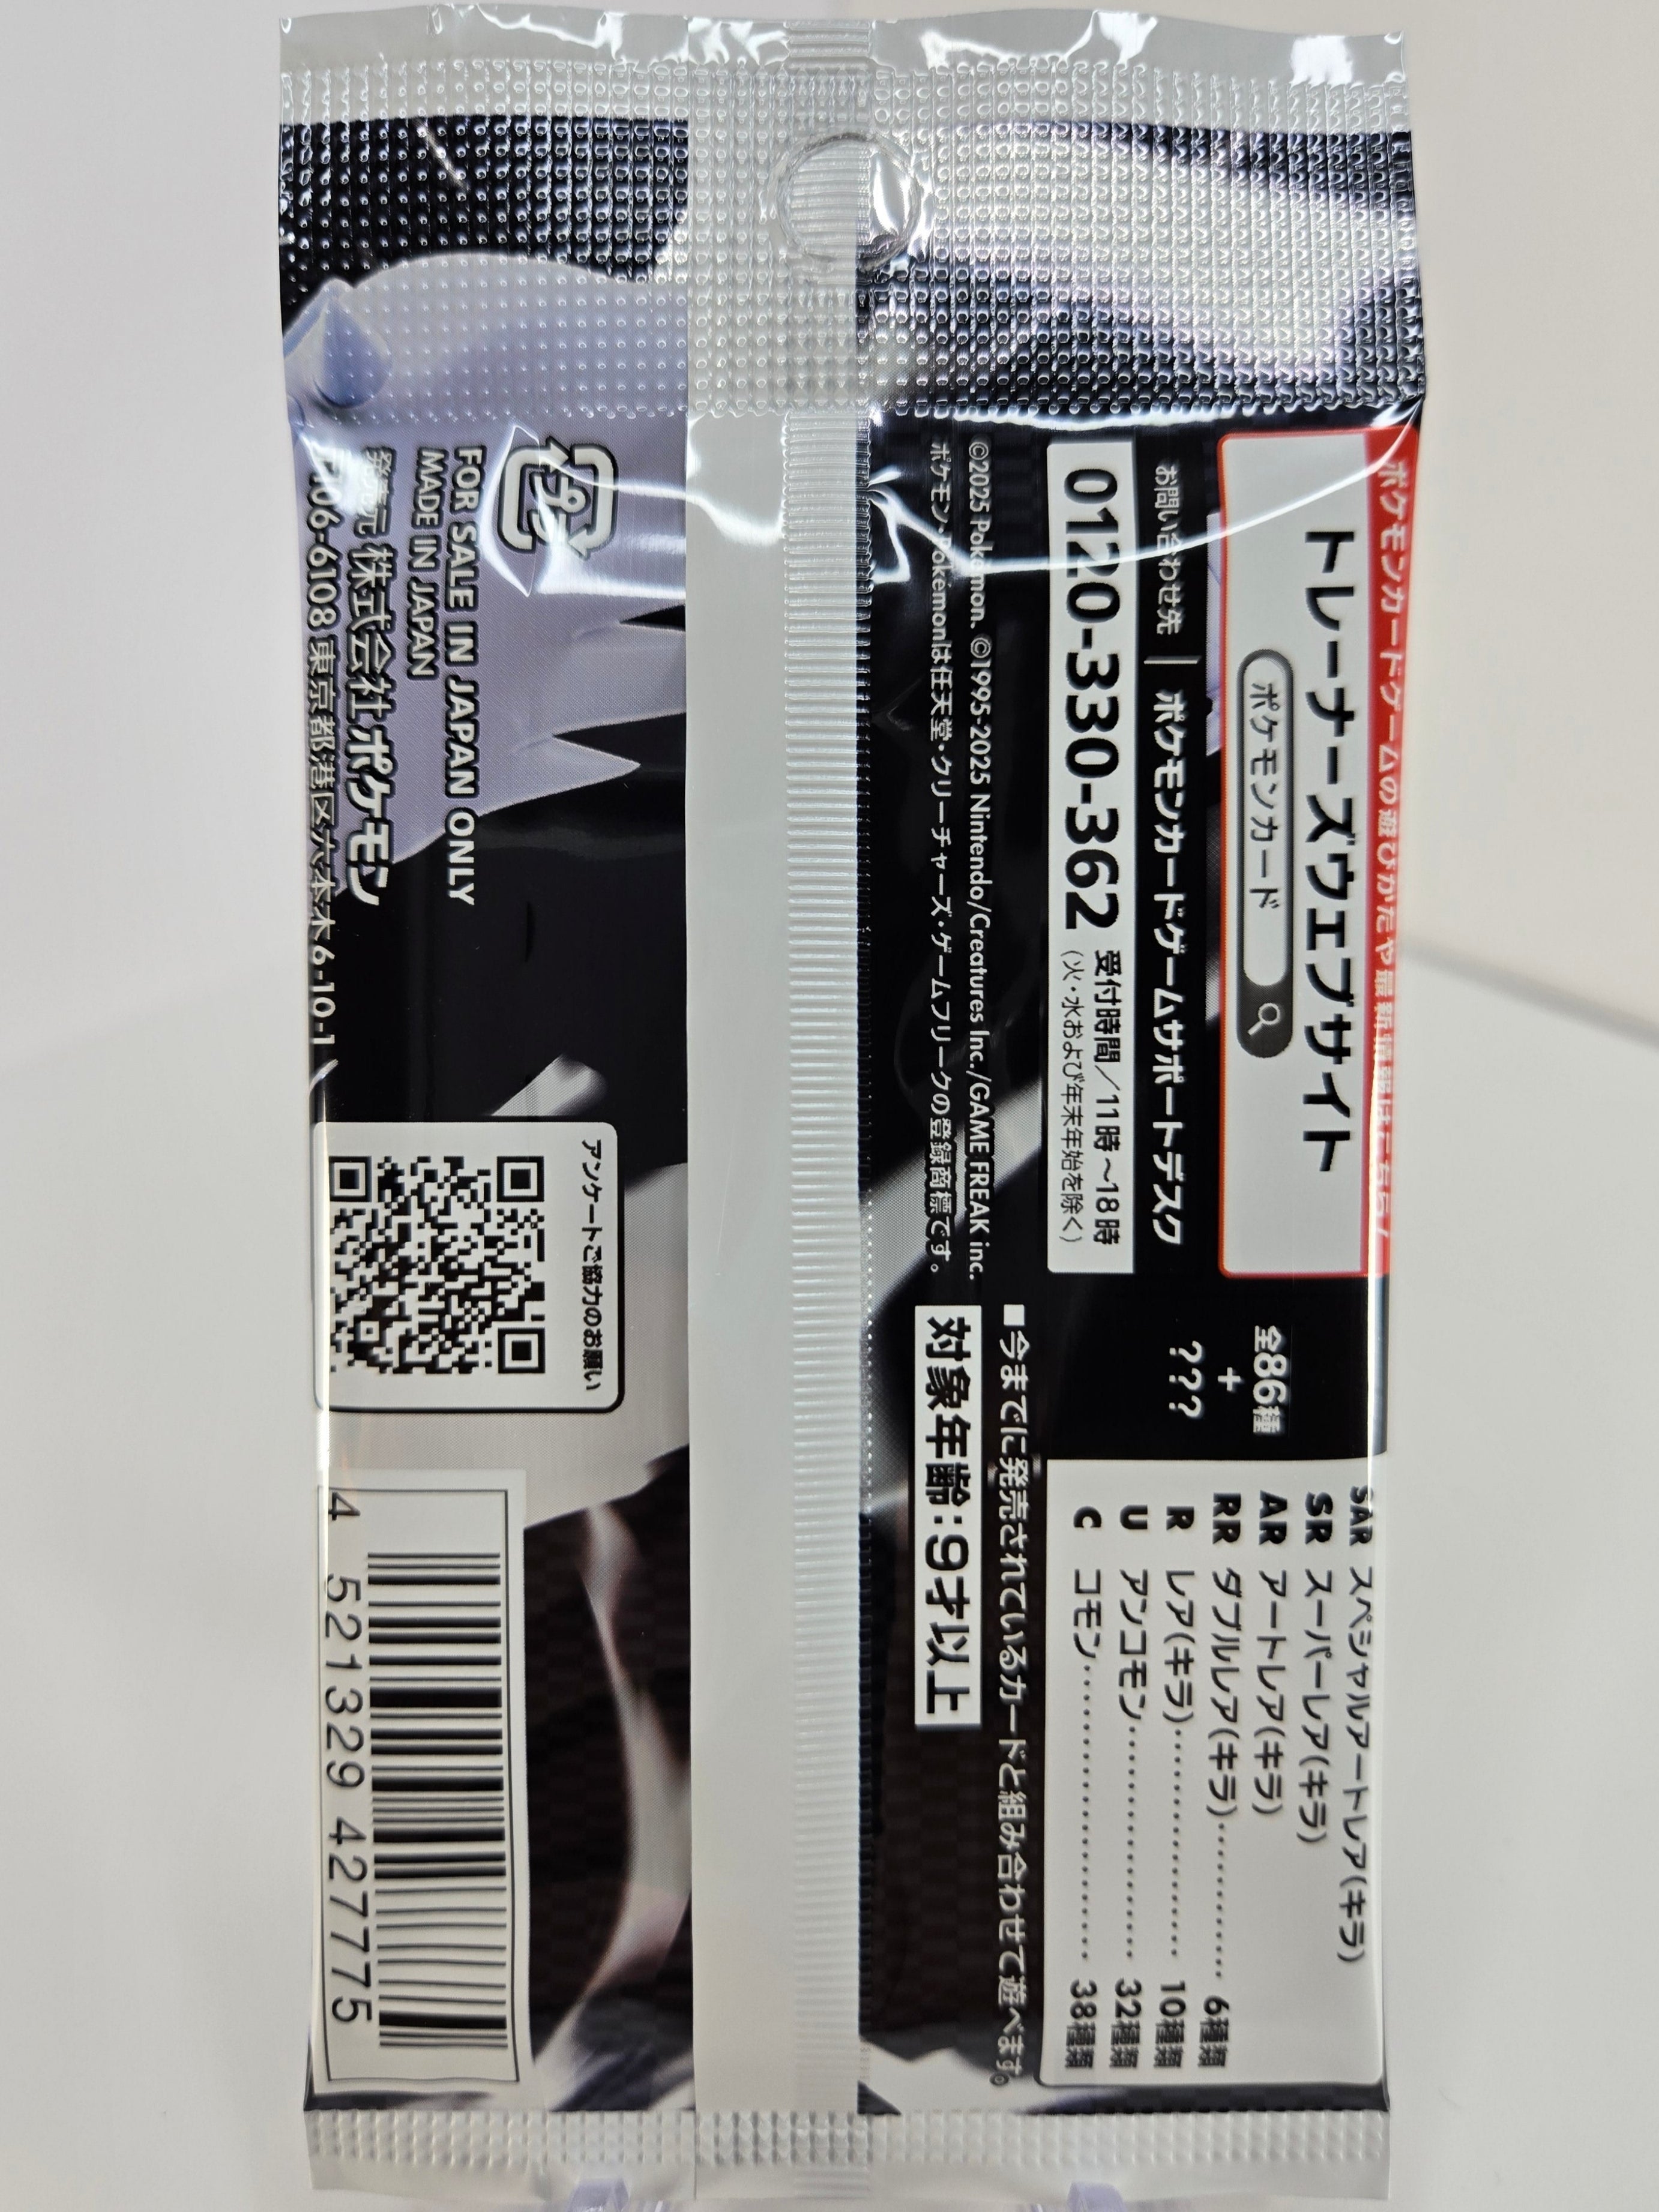 ポケモンカードゲームの遊びかたや最新情報はこちら!
トレーナーズウェブサイト
ポケモンカード
お問い合わせ先
ポケモンカードゲームサポートデスク
0120-330-362
受付時間/11時~18時
(火・水および年末年始を除く)
©2025 Pokémon. ©1995-2025 Nintendo/Creatures Inc./GAME FREAK inc.
ポケモン・Pokémonは任天堂・クリーチャーズ・ゲームフリークの登録商標です。
全86種
+
???
SAR スペシャルアートレア(キラ)
SR スーパーレア(キラ)
AR アートレア(キラ)
RR ダブルレア(キラ)・・・・・・・・・・ 6種類
R レア(キラ)・・・・・・・・・・・・・・ 10種類
U アンコモン・・・・・・・・・・・・・・ 32種類
C コモン・・・・・・・・・・・・・・・・・ 38種類
■今までに発売されているカードと組み合わせて遊べます。
対象年齢:9才以上
プラ
FOR SALE IN JAPAN ONLY
MADE IN JAPAN
発売元 株式会社ポケモン
〒106-6108 東京都港区六本木6-10-1
アンケートご協力のお願い
4 521329 427775